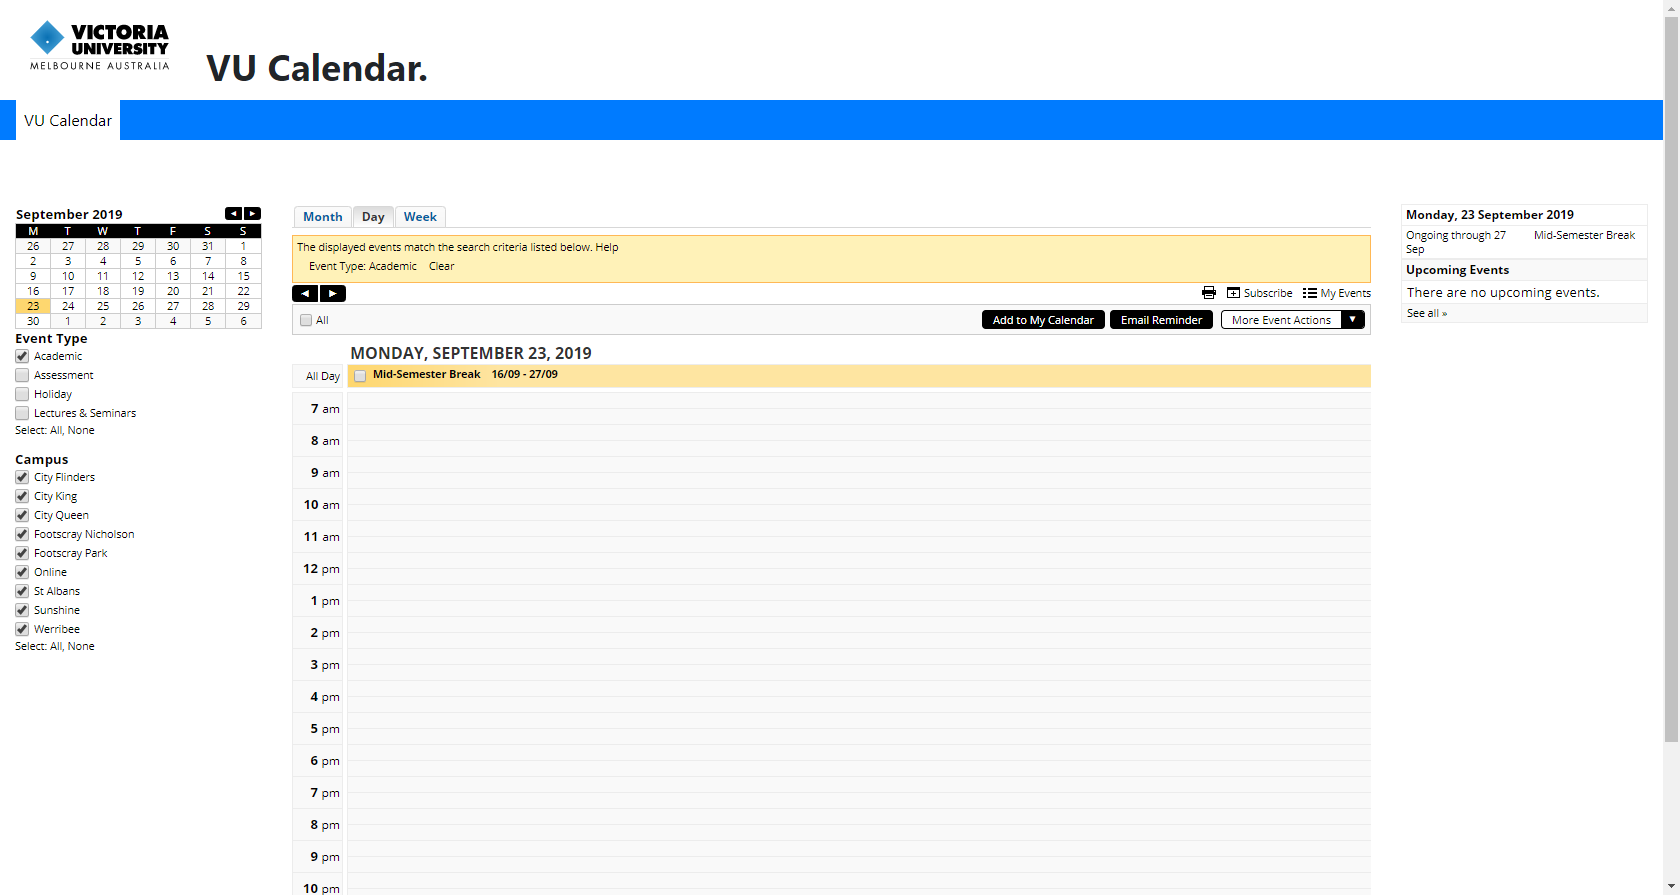 VICTORIA
UNIVERSITY
MELBOURNE AUSTRALIA
VU Calendar.
VU Calendar
September 2019
◄ ►
M T W T F S S
26 27 28 29 30 31 1
2 3 4 5 6 7 8
9 10 11 12 13 14 15
16 17 18 19 20 21 22
23 24 25 26 27 28 29
30 1 2 3 4 5 6
Event Type
Academic
Assessment
Holiday
Lectures & Seminars
Select: All, None
Campus
City Flinders
City King
City Queen
Footscray Nicholson
Footscray Park
Online
St Albans
Sunshine
Werribee
Select: All, None
Month Day Week
The displayed events match the search criteria listed below. Help
Event Type: Academic Clear
◄ ►
Subscribe My Events
All Add to My Calendar Email Reminder More Event Actions ▼
MONDAY, SEPTEMBER 23, 2019
All Day Mid-Semester Break 16/09 - 27/09
7 am
8 am
9 am
10 am
11 am
12 pm
1 pm
2 pm
3 pm
4 pm
5 pm
6 pm
7 pm
8 pm
9 pm
10 pm
Monday, 23 September 2019
Ongoing through 27 Mid-Semester Break
Sep
Upcoming Events
There are no upcoming events.
See all »